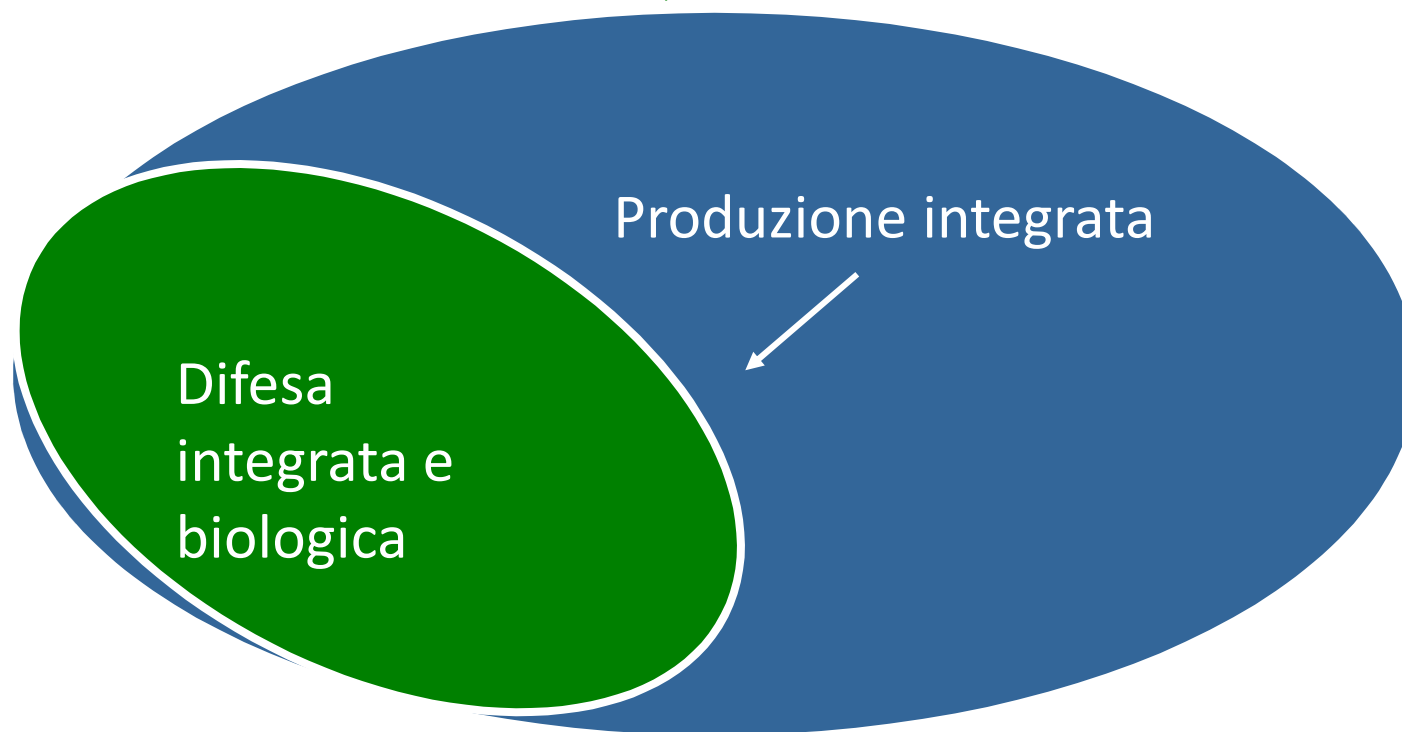 Produzione integrata
Difesa
integrata e
biologica